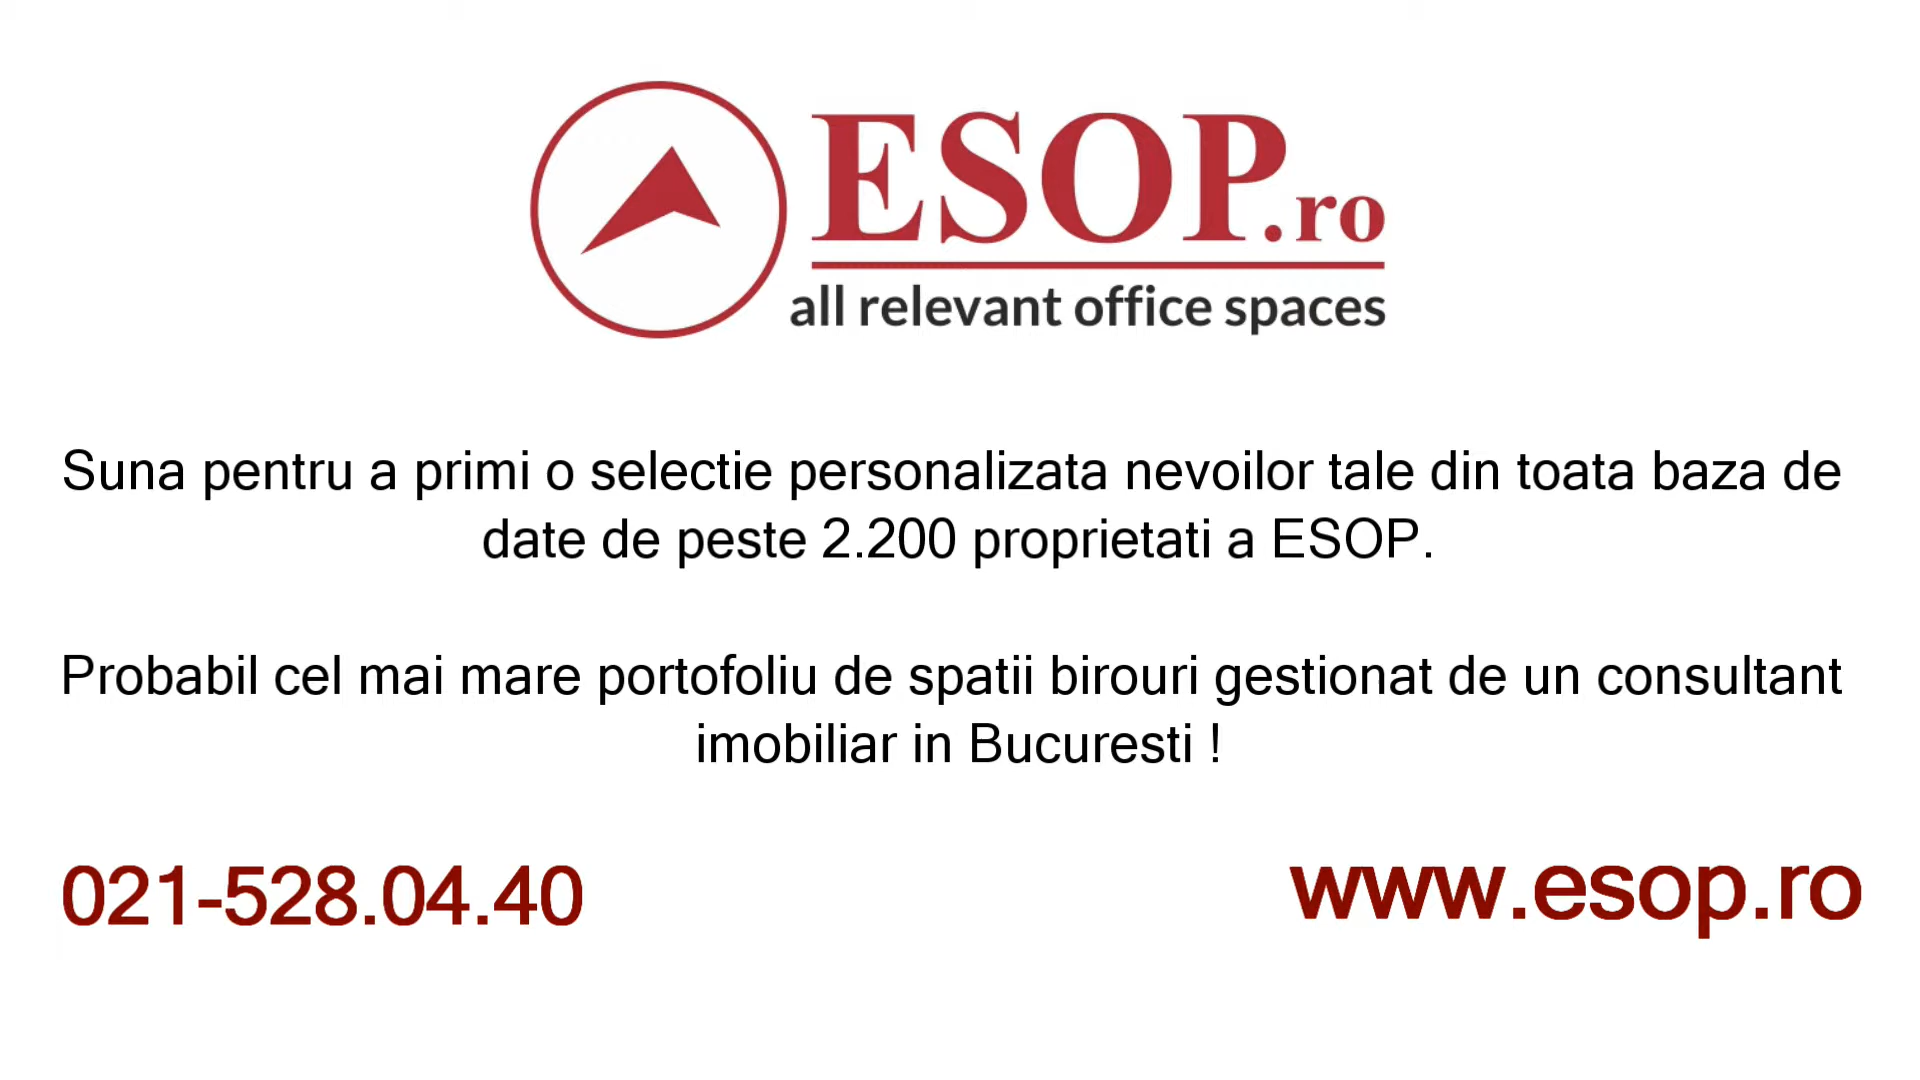 ESOP.ro
all relevant office spaces
Suna pentru a primi o selectie personalizata nevoilor tale din toata baza de
date de peste 2.200 proprietati a ESOP.
Probabil cel mai mare portofoliu de spatii birouri gestionat de un consultant
imobiliar in Bucuresti !
021-528.04.40
www.esop.ro